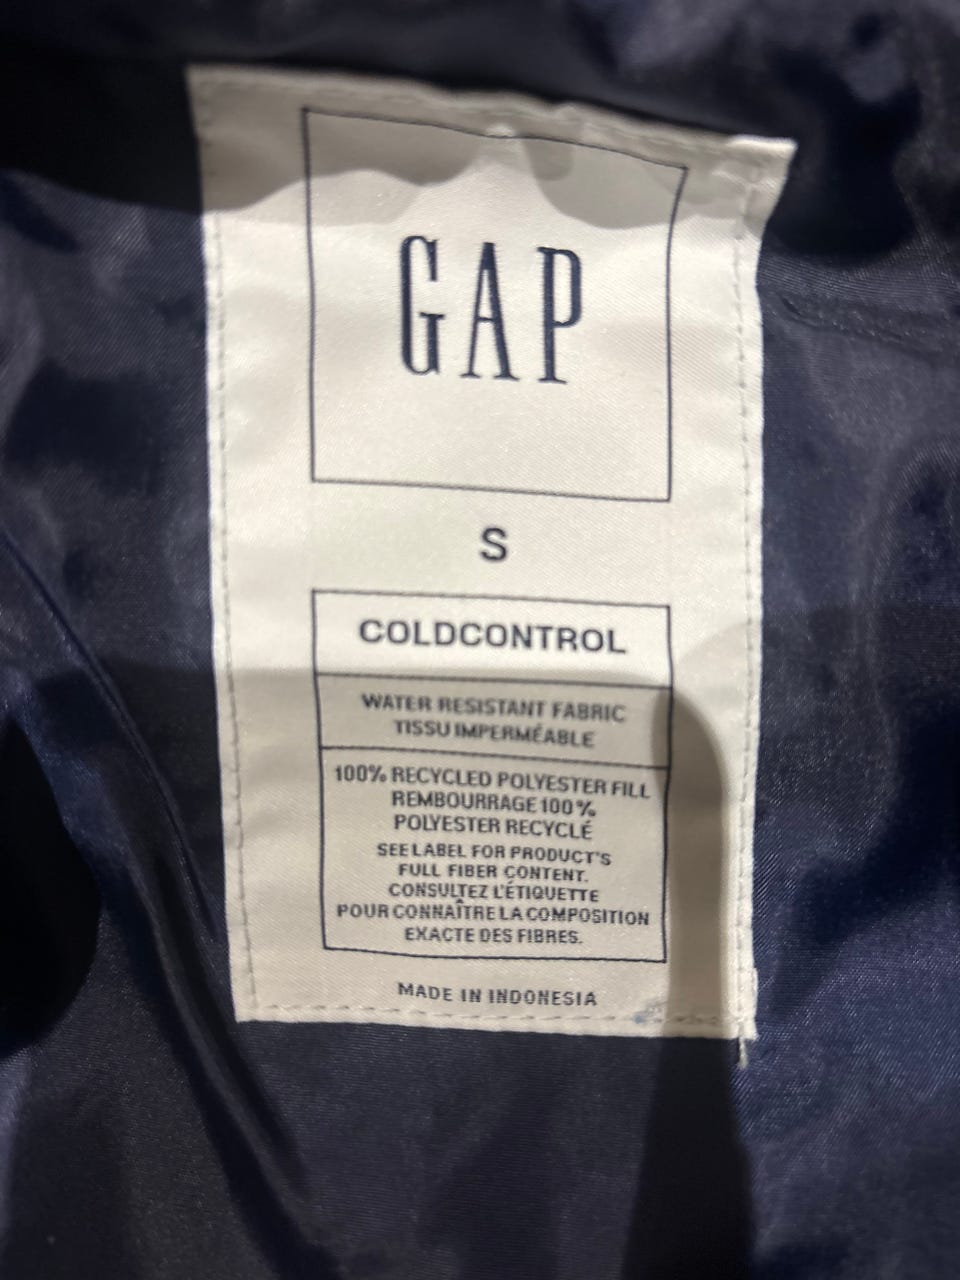 GAP
S
COLDCONTROL
WATER RESISTANT FABRIC
TISSU IMPERMÉABLE
100% RECYCLED POLYESTER FILL
REMBOURRAGE 100%
POLYESTER RECYCLÉ
SEE LABEL FOR PRODUCT'S
FULL FIBER CONTENT.
CONSULTEZ L'ÉTIQUETTE
POUR CONNAÎTRE LA COMPOSITION
EXACTE DES FIBRES.
MADE IN INDONESIA